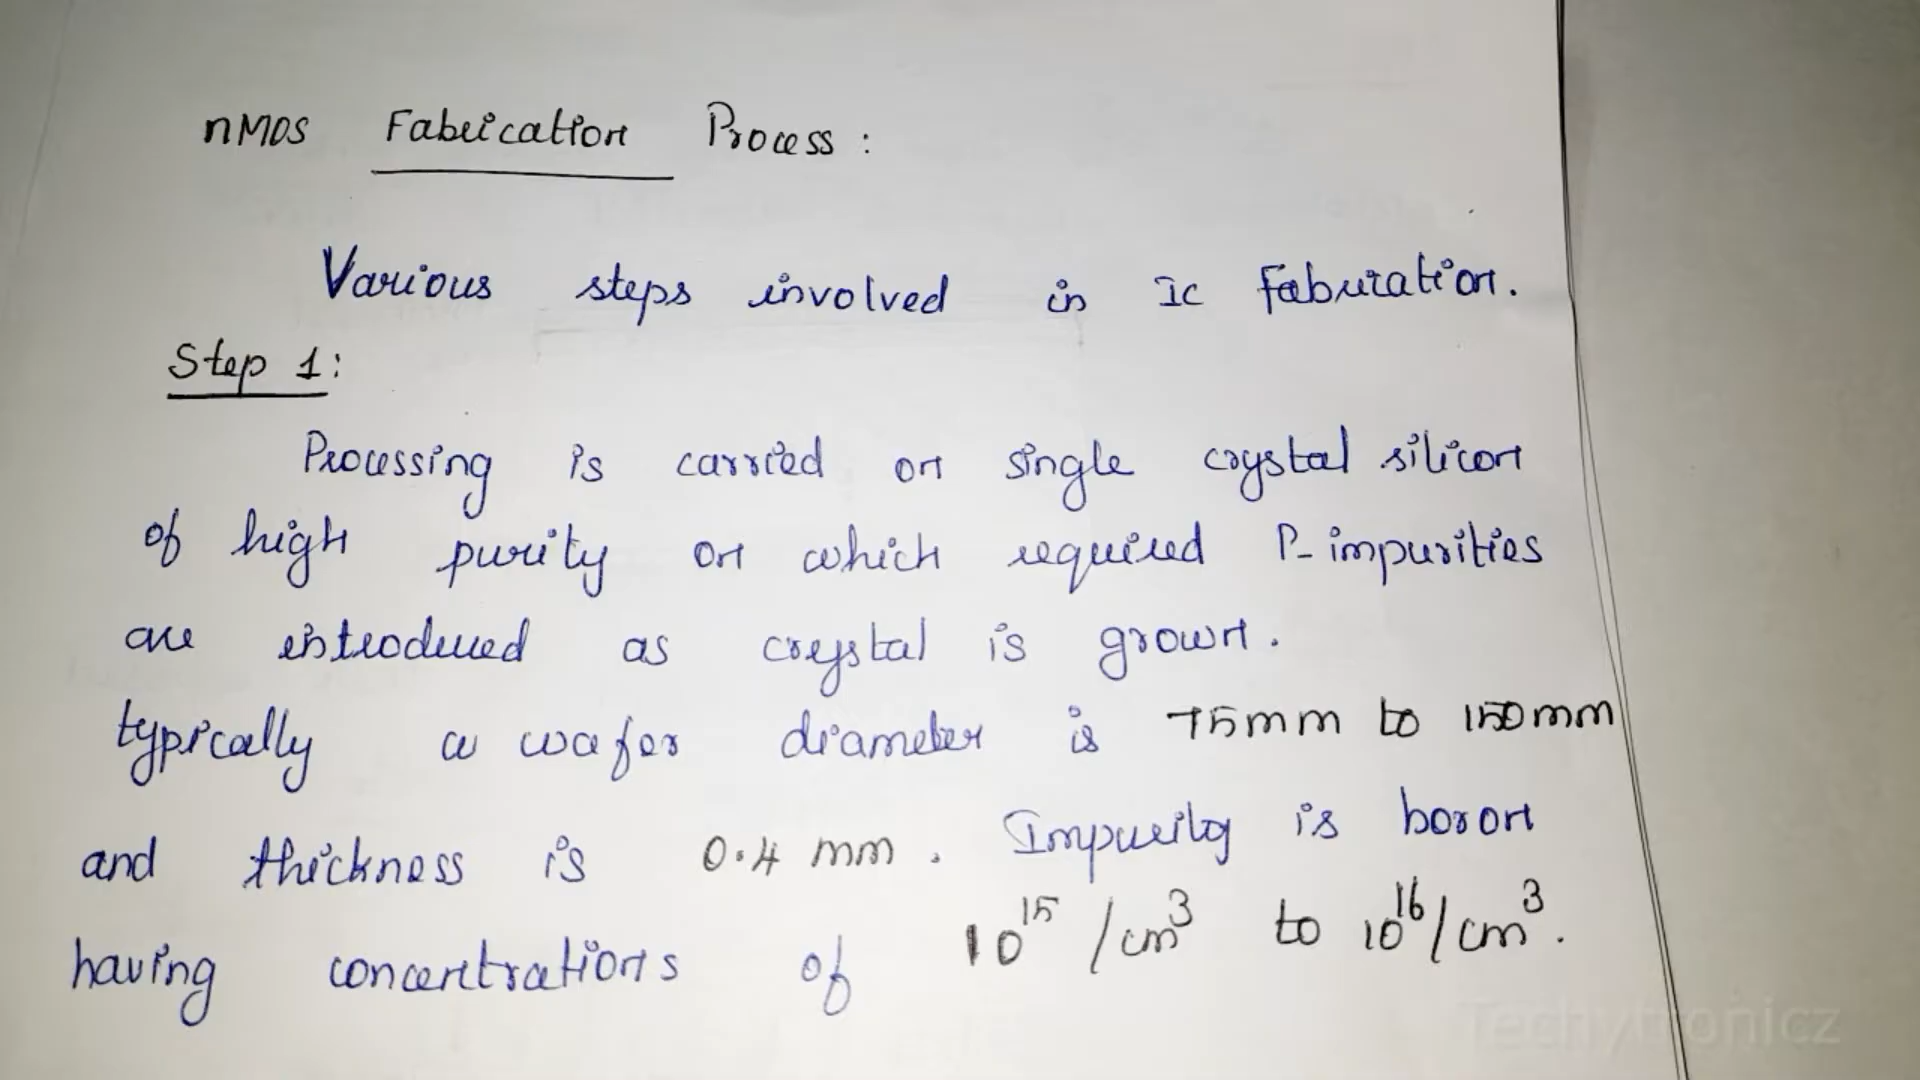 nMOS Fabrication Process :
Various steps involved in Ic Fabrication.
Step 1:
Processing is carried on single crystal silicon
of high purity on which required P-impurities
are introduced as crystal is grown.
typically a wafer diameter is 75mm to 150mm
and thickness is 0.4 mm. Impurity is boron
having concentrations of 10^15 /cm^3 to 10^16/cm^3.
Techytronicz